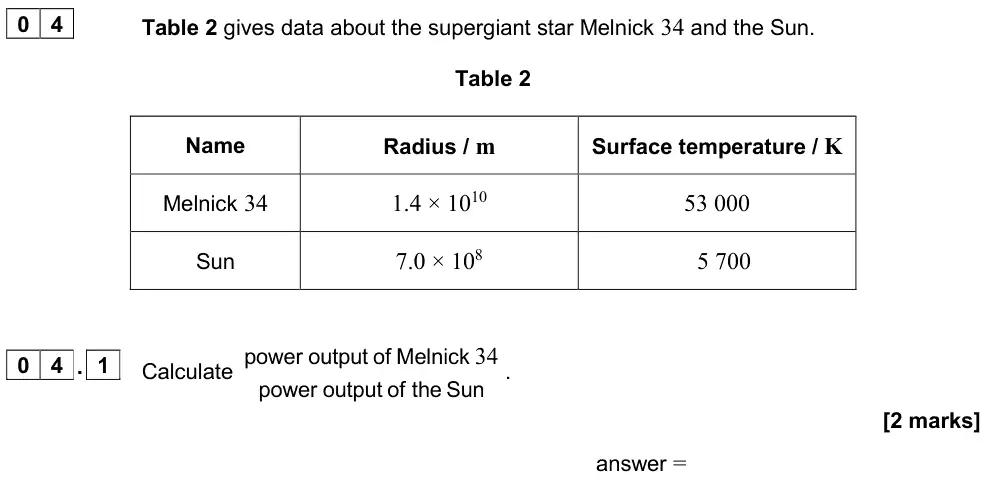 0 4 Table 2 gives data about the supergiant star Melnick 34 and the Sun.
Table 2
Name Radius / m Surface temperature / K
Melnick 34 1.4 × 10¹⁰ 53 000
Sun 7.0 × 10⁸ 5 700
0 4 . 1 Calculate power output of Melnick 34
power output of the Sun .
[2 marks]
answer =